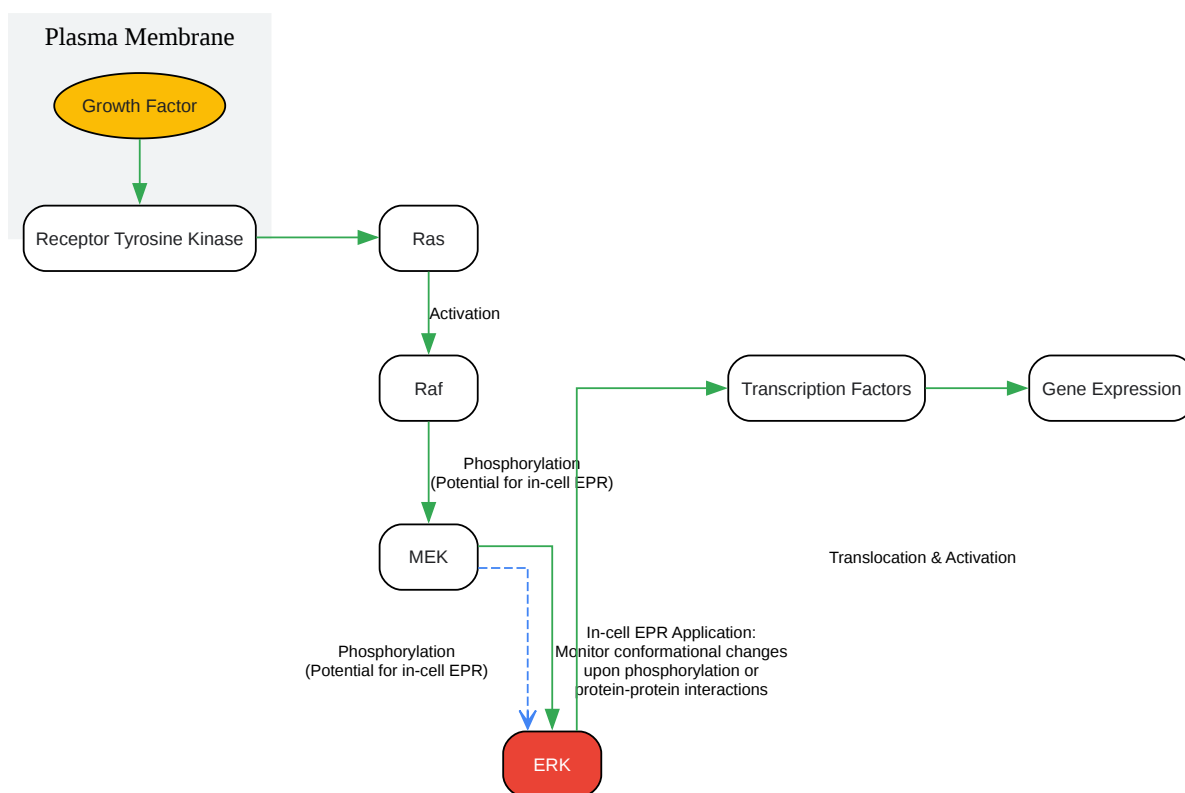 Plasma Membrane
Growth Factor
Receptor Tyrosine Kinase
Ras
Activation
Raf
Transcription Factors
Gene Expression
Phosphorylation
(Potential for in-cell EPR)
MEK
Translocation & Activation
Phosphorylation
(Potential for in-cell EPR)
In-cell EPR Application:
Monitor conformational changes
upon phosphorylation or
protein-protein interactions
ERK